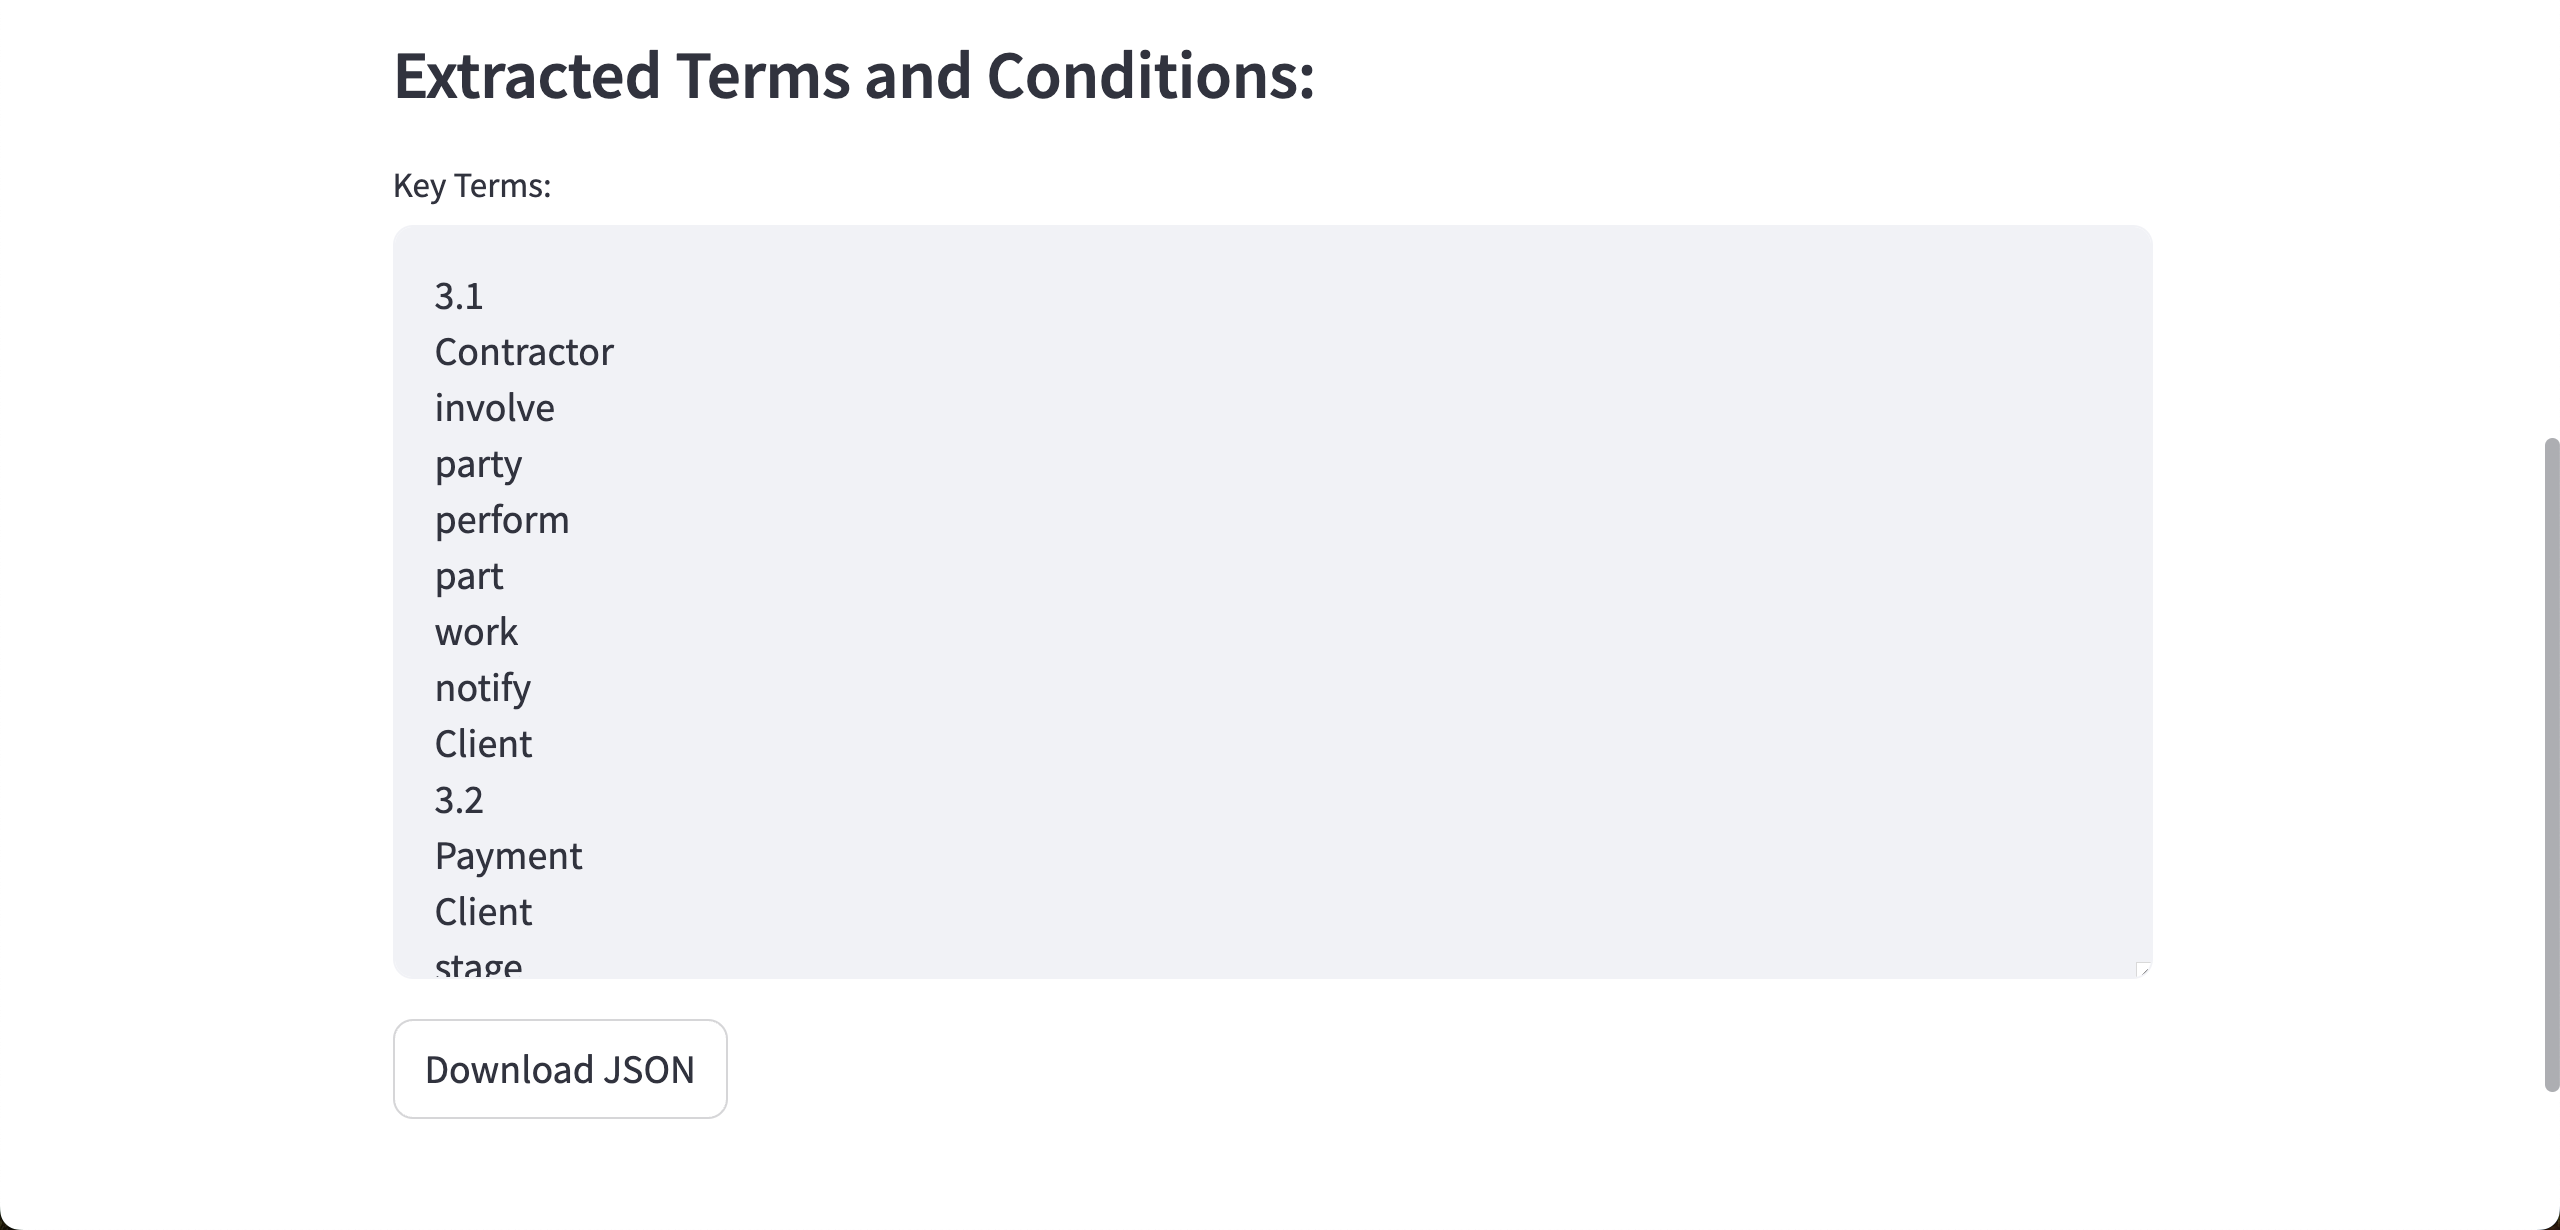 Extracted Terms and Conditions:
Key Terms:
3.1
Contractor
involve
party
perform
part
work
notify
Client
3.2
Payment
Client
stage
Download JSON